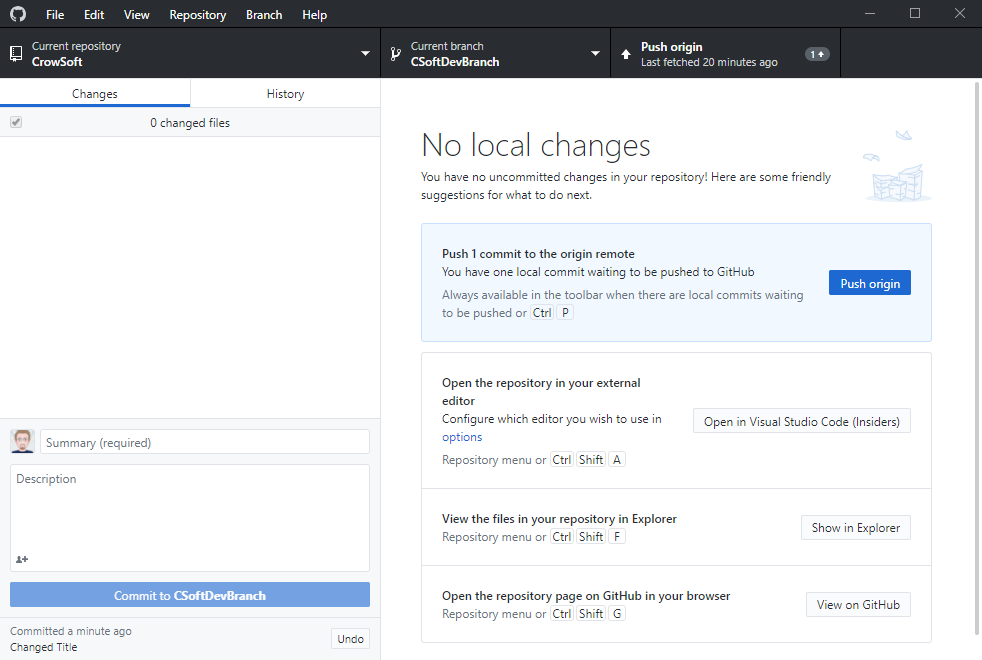 File Edit View Repository Branch Help
Current repository
CrowSoft
Current branch
CSoftDevBranch
Push origin
Last fetched 20 minutes ago
1
Changes
History
0 changed files
No local changes
You have no uncommitted changes in your repository! Here are some friendly
suggestions for what to do next.
Push 1 commit to the origin remote
You have one local commit waiting to be pushed to GitHub
Always available in the toolbar when there are local commits waiting
to be pushed or Ctrl P
Push origin
Open the repository in your external
editor
Configure which editor you wish to use in
options
Repository menu or Ctrl Shift A
Open in Visual Studio Code (Insiders)
View the files in your repository in Explorer
Repository menu or Ctrl Shift F
Show in Explorer
Open the repository page on GitHub in your browser
Repository menu or Ctrl Shift G
View on GitHub
Summary (required)
Description
Commit to CSoftDevBranch
Committed a minute ago
Changed Title
Undo